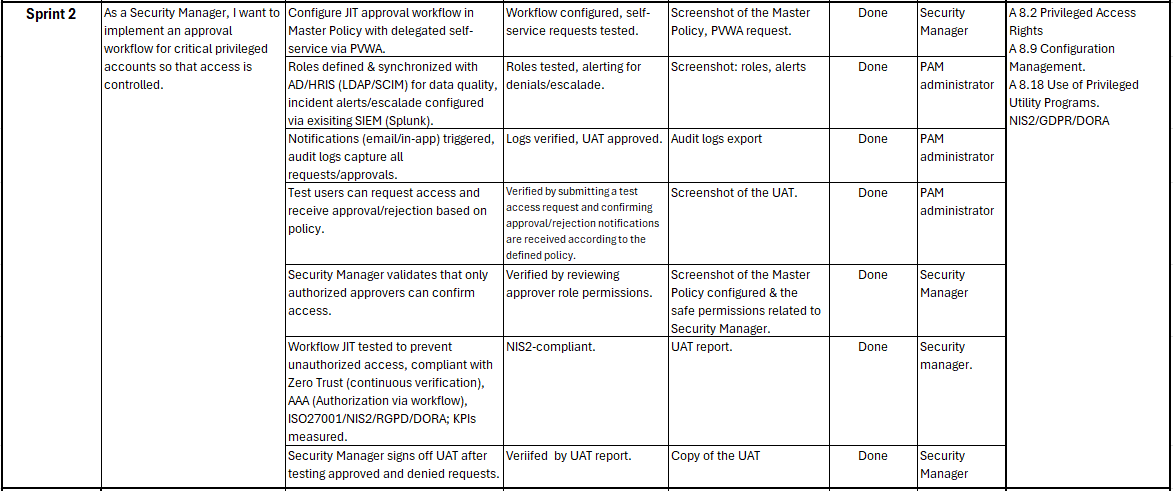 Sprint 2
As a Security Manager, I want to
implement an approval
workflow for critical privileged
accounts so that access is
controlled.
Configure JIT approval workflow in
Master Policy with delegated self-
service via PVWA.
Workflow configured, self-
service requests tested.
Screenshot of the Master
Policy, PVWA request.
Done
Security
Manager
A 8.2 Privileged Access
Rights
A 8.9 Configuration
Management.
A 8.18 Use of Privileged
Utility Programs.
NIS2/GDPR/DORA
Roles defined & synchronized with
AD/HRIS (LDAP/SCIM) for data quality,
incident alerts/escalade configured
via exisiting SIEM (Splunk).
Roles tested, alerting for
denials/escalade.
Screenshot: roles, alerts
Done
PAM
administrator
Notifications (email/in-app) triggered,
audit logs capture all
requests/approvals.
Logs verified, UAT approved.
Audit logs export
Done
PAM
administrator
Test users can request access and
receive approval/rejection based on
policy.
Verified by submitting a test
access request and confirming
approval/rejection notifications
are received according to the
defined policy.
Screenshot of the UAT.
Done
PAM
administrator
Security Manager validates that only
authorized approvers can confirm
access.
Verified by reviewing
approver role permissions.
Screenshot of the Master
Policy configured & the
safe permissions related to
Security Manager.
Done
Security
Manager
Workflow JIT tested to prevent
unauthorized access, compliant with
Zero Trust (continuous verification),
AAA (Authorization via workflow),
ISO27001/NIS2/RGPD/DORA; KPIs
measured.
NIS2-compliant.
UAT report.
Done
Security
manager.
Security Manager signs off UAT after
testing approved and denied requests.
Veriifed  by UAT report.
Copy of the UAT
Done
Security
Manager